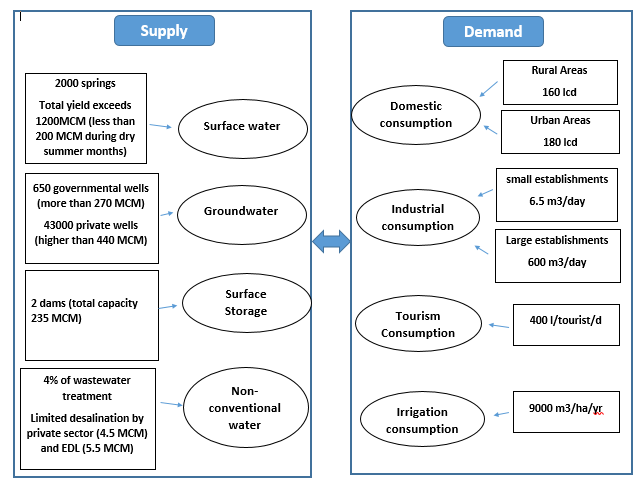 Supply
2000 springs
Total yield exceeds
1200MCM (less than
200 MCM during dry
summer months)
Surface water
650 governmental wells
(more than 270 MCM)
43000 private wells
(higher than 440 MCM)
Groundwater
2 dams (total capacity
235 MCM)
Surface
Storage
4% of wastewater
treatment
Limited desalination by
private sector (4.5 MCM)
and EDL (5.5 MCM)
Non-
conventional
water
Demand
Domestic
consumption
Rural Areas
160 lcd
Urban Areas
180 lcd
Industrial
consumption
small establishments
6.5 m3/day
Large establishments
600 m3/day
Tourism
Consumption
400 l/tourist/d
Irrigation
consumption
9000 m3/ha/yr